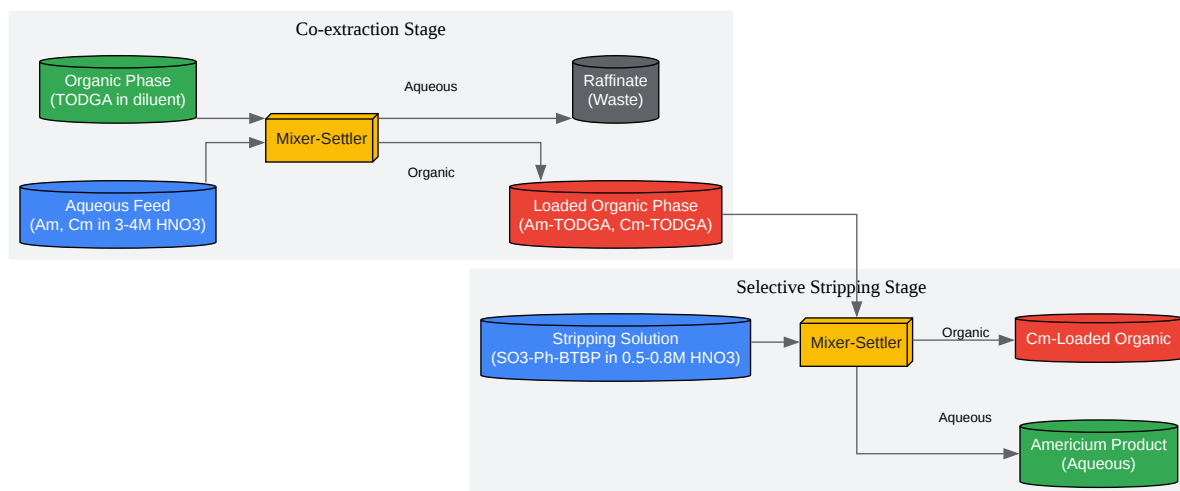 Co-extraction Stage
Organic Phase
(TODGA in diluent)
Aqueous
Raffinate
(Waste)
Mixer-Settler
Organic
Aqueous Feed
(Am, Cm in 3-4M HNO3)
Loaded Organic Phase
(Am-TODGA, Cm-TODGA)
Selective Stripping Stage
Stripping Solution
(SO3-Ph-BTBP in 0.5-0.8M HNO3)
Mixer-Settler
Organic
Cm-Loaded Organic
Aqueous
Americium Product
(Aqueous)